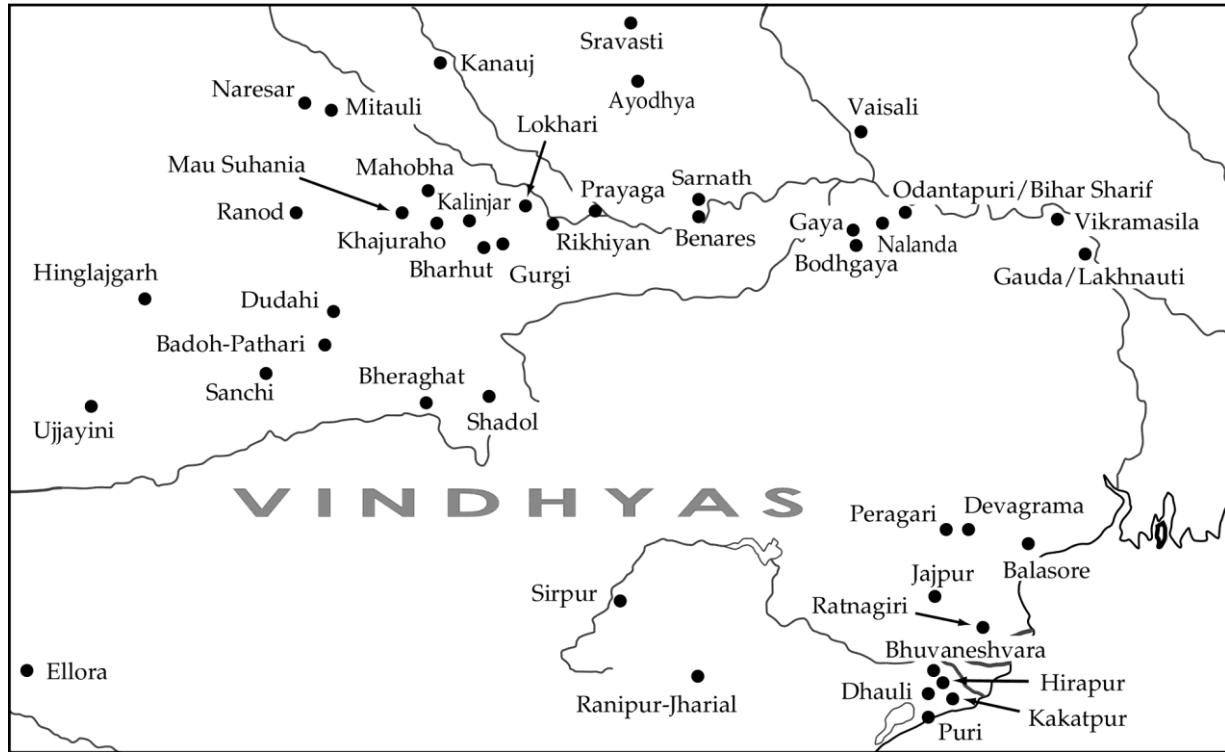 Sravasti
Kanauj
Naresar
Mitauli
Ayodhya
Lokhari
Vaisali
Mau Suhania
Mahobha
Kalinjar
Prayaga
Sarnath
Odantapuri/Bihar Sharif
Ranod
Khajuraho
Rikhiyan
Benares
Gaya
Nalanda
Vikramasila
Bharhut
Gurgi
Bodhgaya
Gauda/Lakhnauti
Hinglajgarh
Dudahi
Badoh-Pathari
Sanchi
Bheraghat
Shadol
Ujjayini
VINDHYAS
Peragari
Devagrama
Balasore
Sirpur
Jajpur
Ratnagiri
Bhuvaneshvara
Ellora
Ranipur-Jharial
Dhauli
Hirapur
Kakatpur
Puri